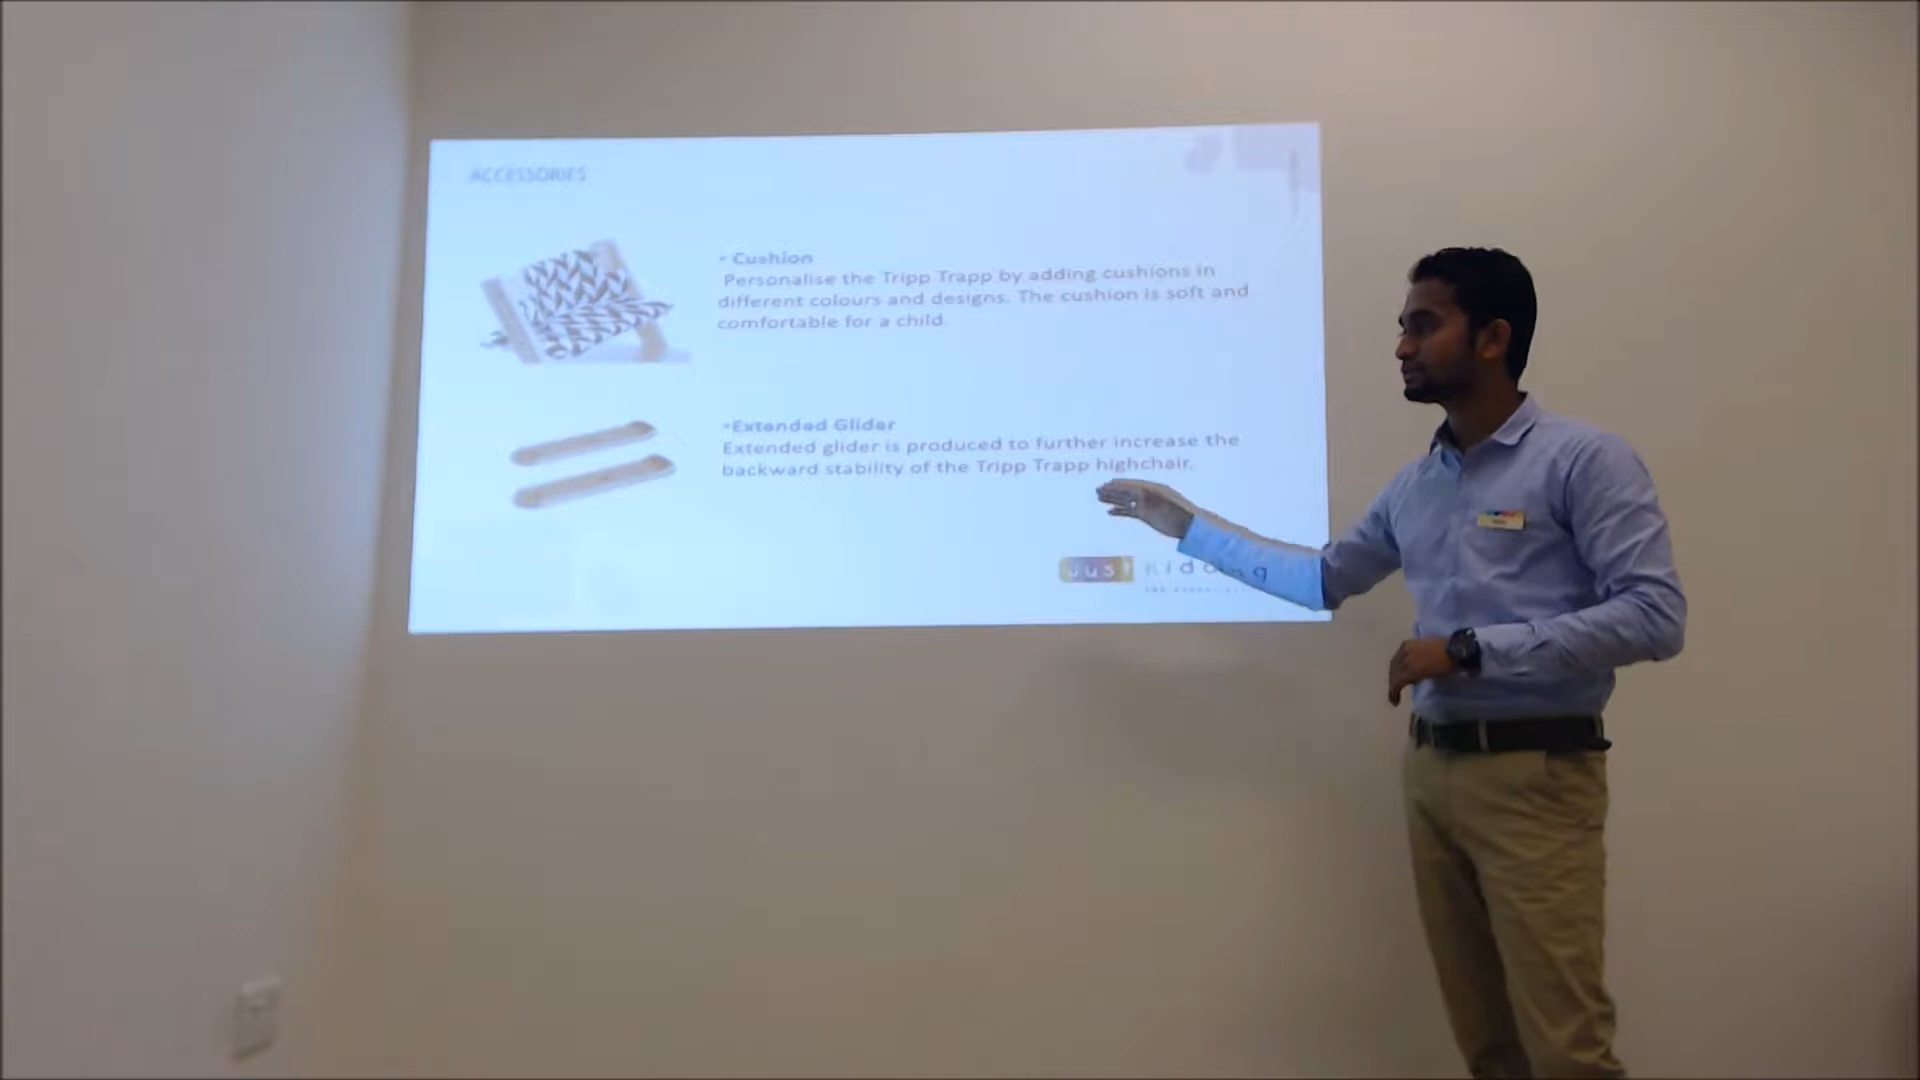 ACCESSORIES
• Cushion
Personalise the Tripp Trapp by adding cushions in
different colours and designs. The cushion is soft and
comfortable for a child.
•Extended Glider
Extended glider is produced to further increase the
backward stability of the Tripp Trapp highchair.
just kidding